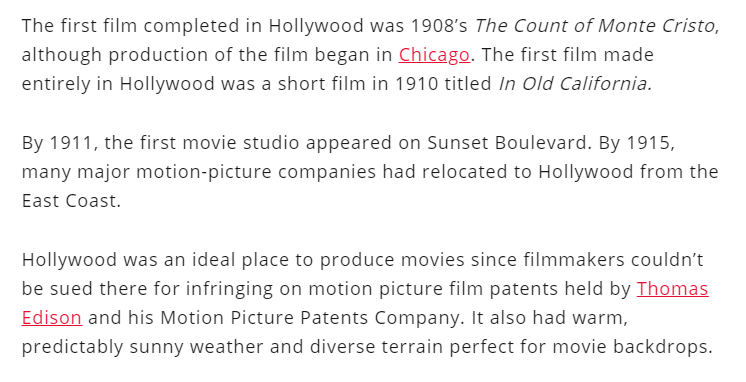 The first film completed in Hollywood was 1908’s The Count of Monte Cristo,
although production of the film began in Chicago. The first film made
entirely in Hollywood was a short film in 1910 titled In Old California.
By 1911, the first movie studio appeared on Sunset Boulevard. By 1915,
many major motion-picture companies had relocated to Hollywood from the
East Coast.
Hollywood was an ideal place to produce movies since filmmakers couldn’t
be sued there for infringing on motion picture film patents held by Thomas
Edison and his Motion Picture Patents Company. It also had warm,
predictably sunny weather and diverse terrain perfect for movie backdrops.